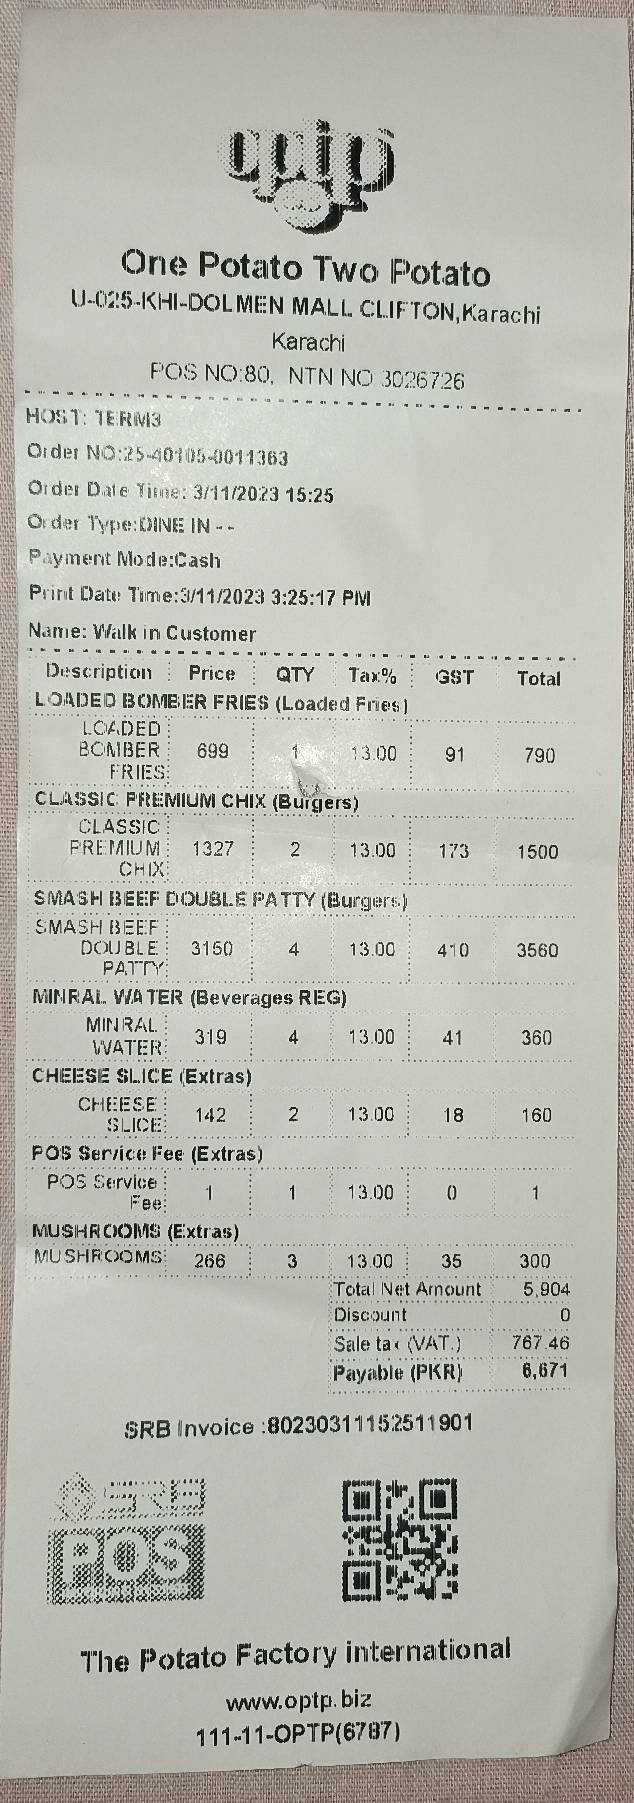 optp
One Potato Two Potato
U-025-KHI-DOLMEN MALL CLIFTON,Karachi
Karachi
POS NO:80, NTN NO 3026726
HOST: TERM3
Order NO:25-40105-0011363
Order Date Time: 3/11/2023 15:25
Order Type:DINE IN - -
Payment Mode:Cash
Print Date Time:3/11/2023 3:25:17 PM
Name: Walk in Customer
Description Price QTY Tax% GST Total
LOADED BOMBER FRIES (Loaded Fries)
LOADED
BOMBER 699 1 13.00 91 790
FRIES
CLASSIC PREMIUM CHIX (Burgers)
CLASSIC
PREMIUM 1327 2 13.00 173 1500
CHIX
SMASH BEEF DOUBLE PATTY (Burgers)
SMASH BEEF
DOUBLE 3150 4 13.00 410 3560
PATTY
MINRAL WATER (Beverages REG)
MINRAL
WATER 319 4 13.00 41 360
CHEESE SLICE (Extras)
CHEESE
SLICE 142 2 13.00 18 160
POS Service Fee (Extras)
POS Service
Fee 1 1 13.00 0 1
MUSHROOMS (Extras)
MUSHROOMS 266 3 13.00 35 300
Total Net Amount 5,904
Discount 0
Sale tax (VAT.) 767.46
Payable (PKR) 6,671
SRB Invoice :80230311152511901
SRB
POS
The Potato Factory international
www.optp.biz
111-11-OPTP(6787)